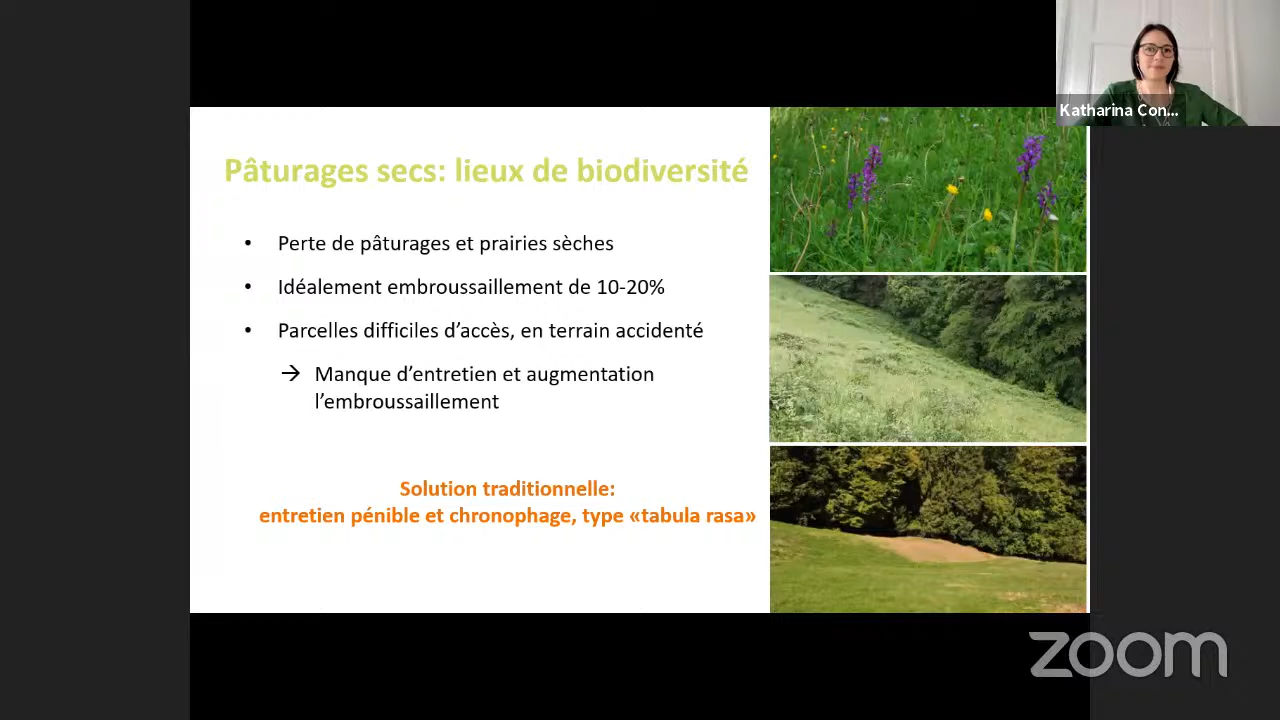 Katharina Con...
Pâturages secs: lieux de biodiversité
• Perte de pâturages et prairies sèches
• Idéalement embroussaillement de 10-20%
• Parcelles difficiles d’accès, en terrain accidenté
→ Manque d’entretien et augmentation
l’embroussaillement
Solution traditionnelle:
entretien pénible et chronophage, type «tabula rasa»
zoom